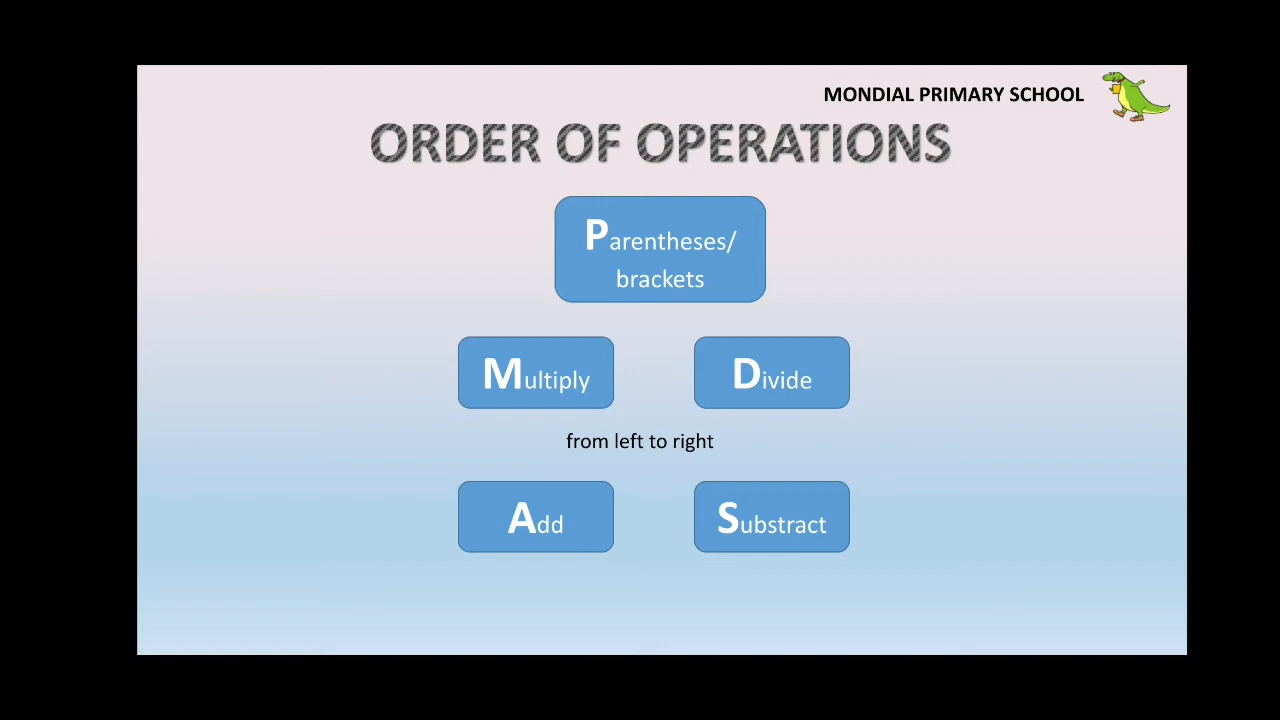 MONDIAL PRIMARY SCHOOL
ORDER OF OPERATIONS
Parentheses/
brackets
Multiply
Divide
from left to right
Add
Substract